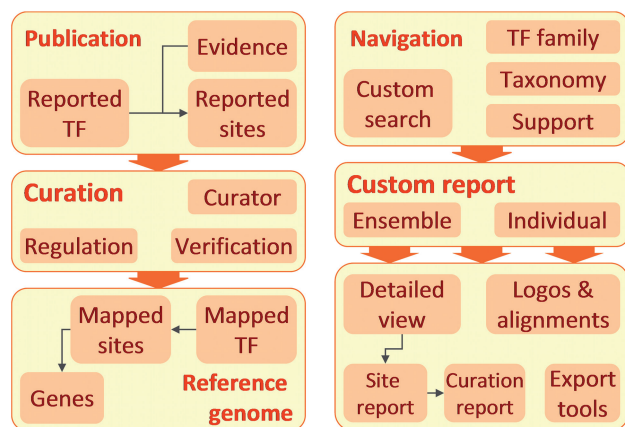 Publication
Evidence
Reported
TF
Reported
sites
Curation
Curator
Regulation
Verification
Mapped
sites
Mapped
TF
Genes
Reference
genome
Navigation
TF family
Custom
search
Taxonomy
Support
Custom report
Ensemble
Individual
Detailed
view
Logos &
alignments
Site
report
Curation
report
Export
tools